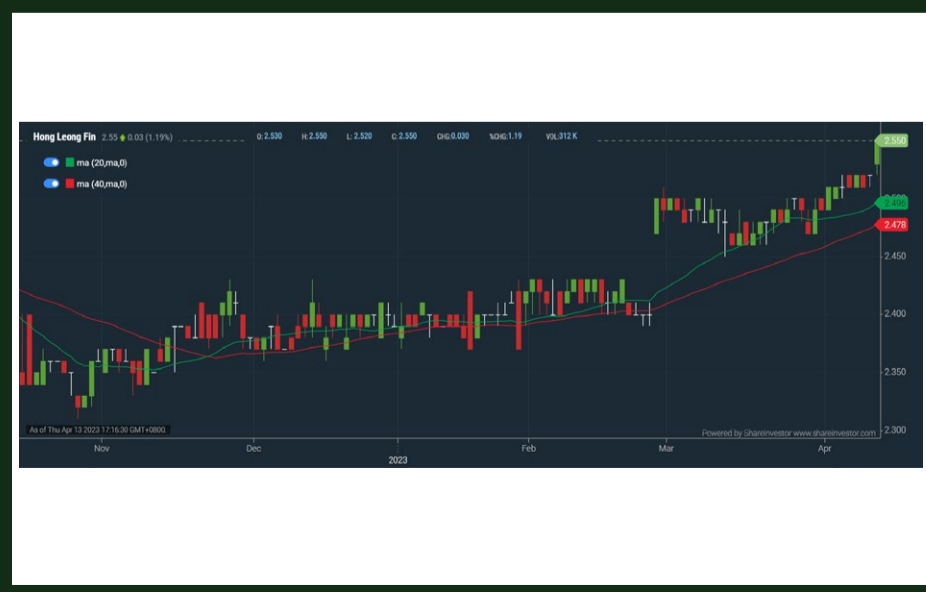 Hong Leong Fin 2.55 0.03 (1.19%) O:2.530 H:2.550 L:2.520 C:2.550 CHG:0.030 %CHG:1.19 VOL:312 K
2.550
ma (20,ma,0)
ma (40,ma,0)
2.496
2.478
2.450
2.400
2.350
2.300
As of Thu Apr 13 2023 17:16:30 GMT+0800
Powered by Shareinvestor www.shareinvestor.com
Nov Dec 2023 Feb Mar Apr